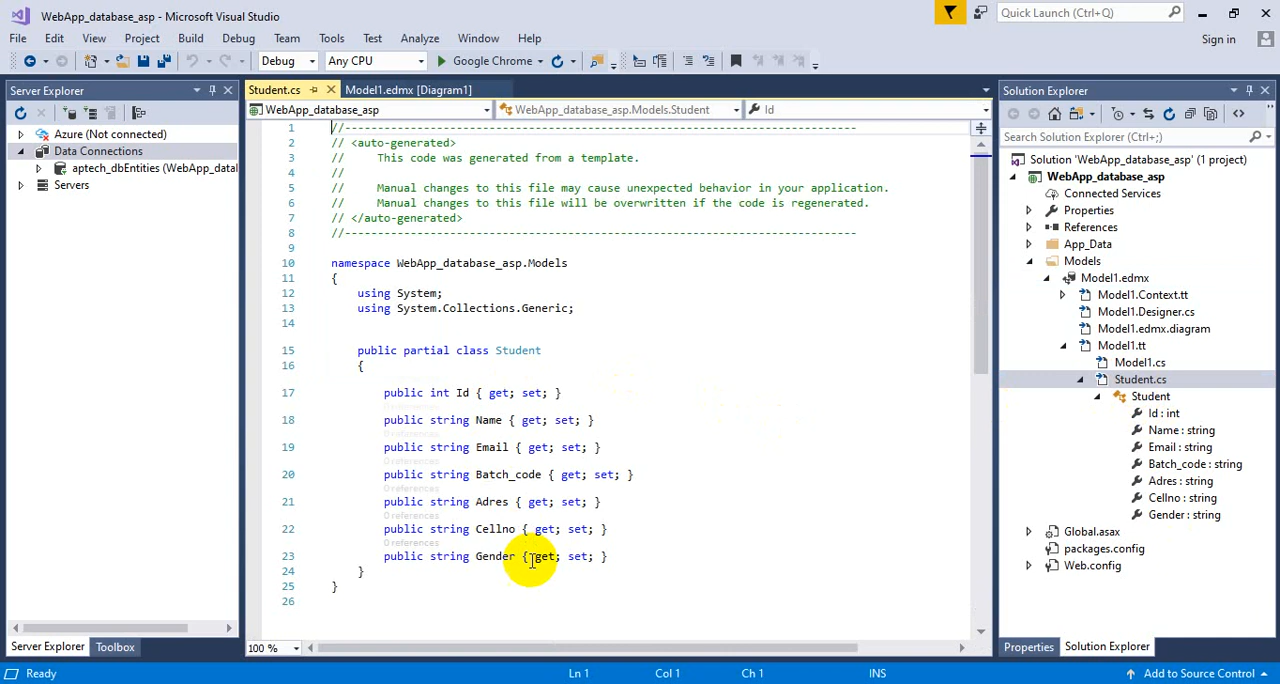 WebApp_database_asp - Microsoft Visual Studio
Quick Launch (Ctrl+Q)
File Edit View Project Build Debug Team Tools Test Analyze Window Help
Sign in
Debug Any CPU Google Chrome
Server Explorer
Azure (Not connected)
Data Connections
aptech_dbEntities (WebApp_databa
Servers
Server Explorer Toolbox
Student.cs Model1.edmx [Diagram1]
WebApp_database_asp WebApp_database_asp.Models.Student Id
1 //------------------------------------------------------------------------------
2 // <auto-generated>
3 // This code was generated from a template.
4 //
5 // Manual changes to this file may cause unexpected behavior in your application.
6 // Manual changes to this file will be overwritten if the code is regenerated.
7 // </auto-generated>
8 //------------------------------------------------------------------------------
9
10 namespace WebApp_database_asp.Models
11 {
12 using System;
13 using System.Collections.Generic;
14
15 public partial class Student
16 {
17 public int Id { get; set; }
18 public string Name { get; set; }
0 references
19 public string Email { get; set; }
20 public string Batch_code { get; set; }
0 references
21 public string Adres { get; set; }
0 references
22 public string Cellno { get; set; }
0 references
23 public string Gender { get; set; }
24 }
25 }
26
100 %
Solution Explorer
Search Solution Explorer (Ctrl+;)
Solution 'WebApp_database_asp' (1 project)
WebApp_database_asp
Connected Services
Properties
References
App_Data
Models
Model1.edmx
Model1.Context.tt
Model1.Designer.cs
Model1.edmx.diagram
Model1.tt
Model1.cs
Student.cs
Student
Id : int
Name : string
Email : string
Batch_code : string
Adres : string
Cellno : string
Gender : string
Global.asax
packages.config
Web.config
Properties Solution Explorer
Ready Ln 1 Col 1 Ch 1 INS Add to Source Control